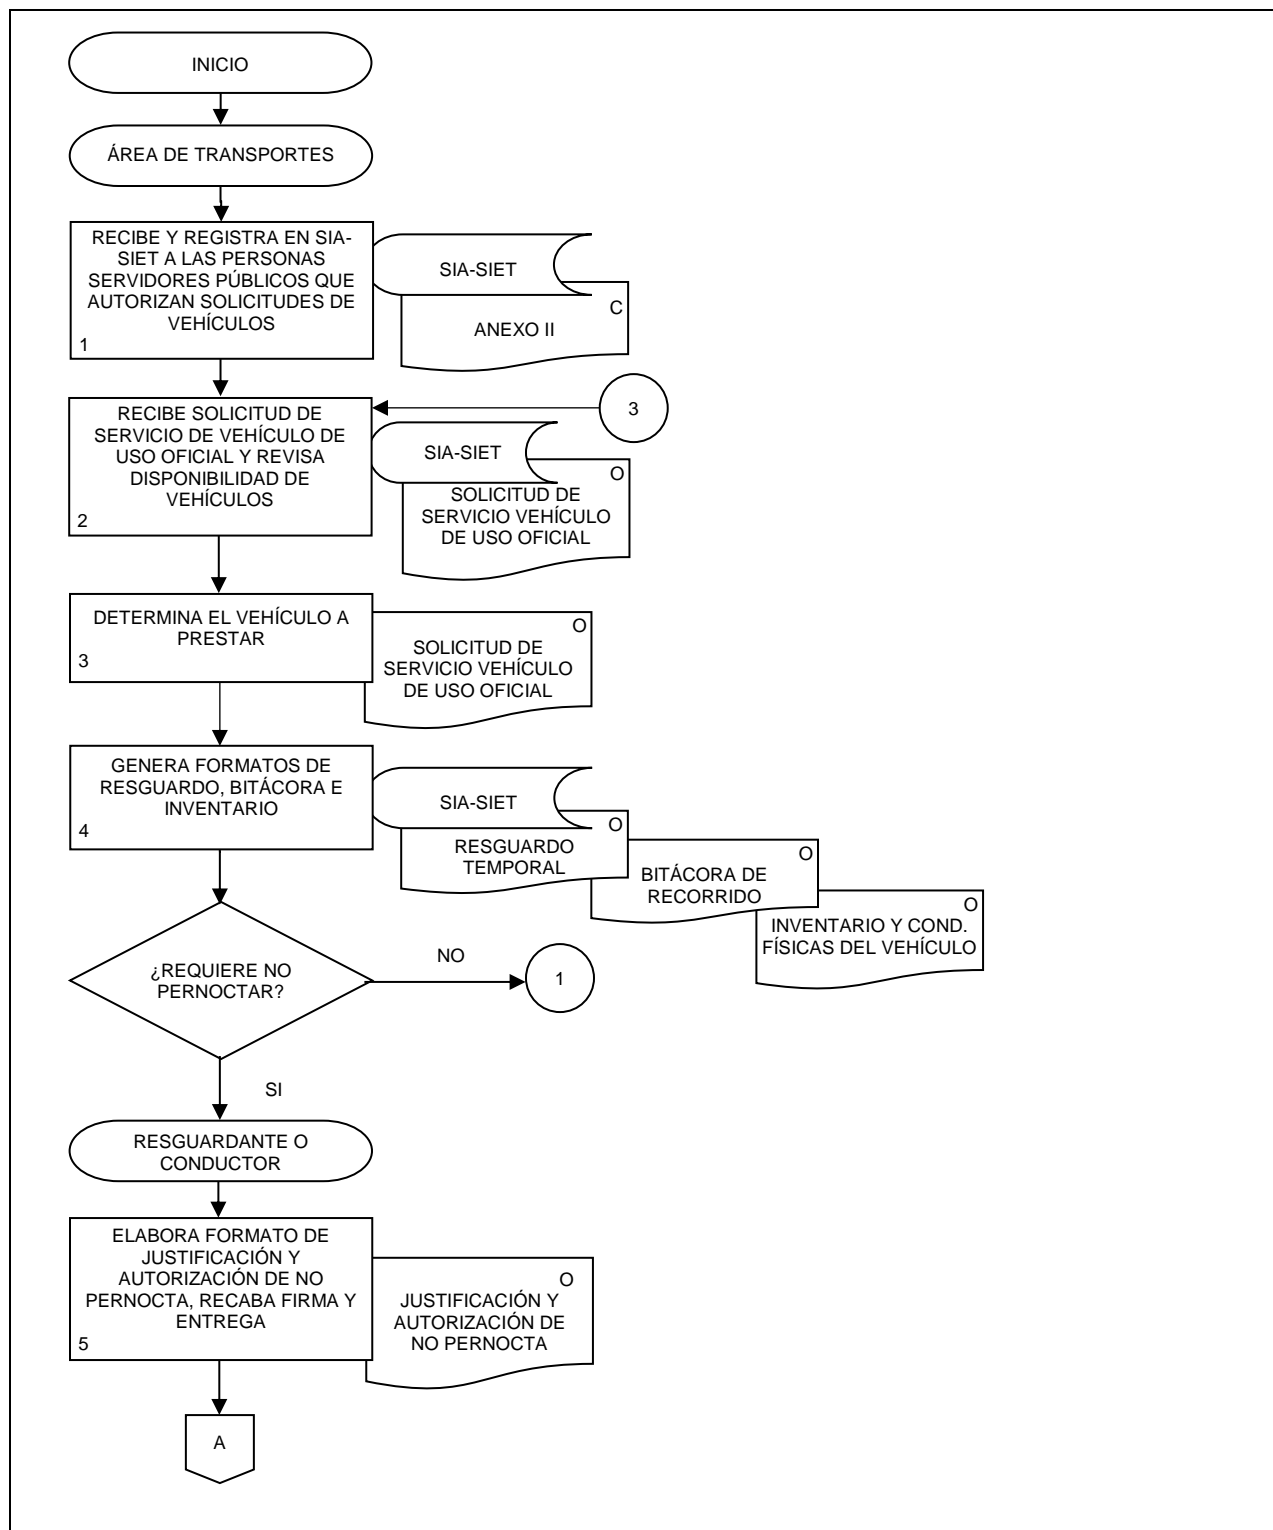 INICIO
ÁREA DE TRANSPORTES
RECIBE Y REGISTRA EN SIA-
SIET A LAS PERSONAS
SERVIDORES PÚBLICOS QUE
AUTORIZAN SOLICITUDES DE
VEHÍCULOS
1
SIA-SIET
C
ANEXO II
3
RECIBE SOLICITUD DE
SERVICIO DE VEHÍCULO DE
USO OFICIAL Y REVISA
DISPONIBILIDAD DE
VEHÍCULOS
2
SIA-SIET
O
SOLICITUD DE
SERVICIO VEHÍCULO
DE USO OFICIAL
DETERMINA EL VEHÍCULO A
PRESTAR
3
O
SOLICITUD DE
SERVICIO VEHÍCULO
DE USO OFICIAL
GENERA FORMATOS DE
RESGUARDO, BITÁCORA E
INVENTARIO
4
SIA-SIET
O
RESGUARDO
TEMPORAL
O
BITÁCORA DE
RECORRIDO
O
INVENTARIO Y COND.
FÍSICAS DEL VEHÍCULO
¿REQUIERE NO
PERNOCTAR?
NO
1
SI
RESGUARDANTE O
CONDUCTOR
ELABORA FORMATO DE
JUSTIFICACIÓN Y
AUTORIZACIÓN DE NO
PERNOCTA, RECABA FIRMA Y
ENTREGA
5
O
JUSTIFICACIÓN Y
AUTORIZACIÓN DE
NO PERNOCTA
A